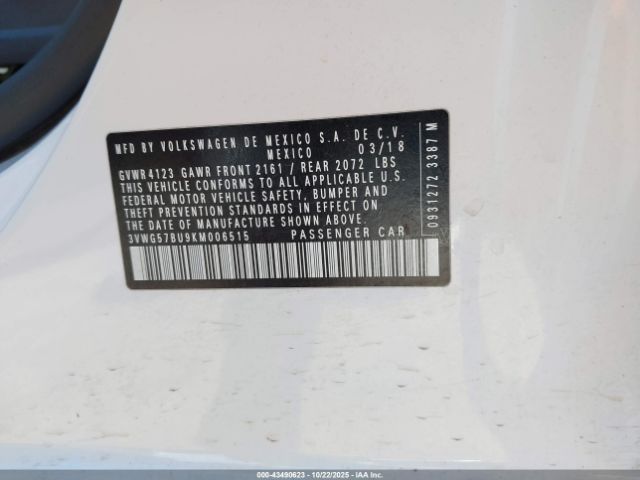 MFD BY VOLKSWAGEN DE MEXICO S.A. DE C.V.
MEXICO 03/18
GVWR4123 GAWR FRONT 2161 / REAR 2072 LBS
THIS VEHICLE CONFORMS TO ALL APPLICABLE U.S.
FEDERAL MOTOR VEHICLE SAFETY, BUMPER AND
THEFT PREVENTION STANDARDS IN EFFECT ON
THE DATE OF MANUFACTURE SHOWN ABOVE.
3VWG57BU9KM006515 PASSENGER CAR
0931272 3387 M
000-43490623 | 10/22/2025 | COPART